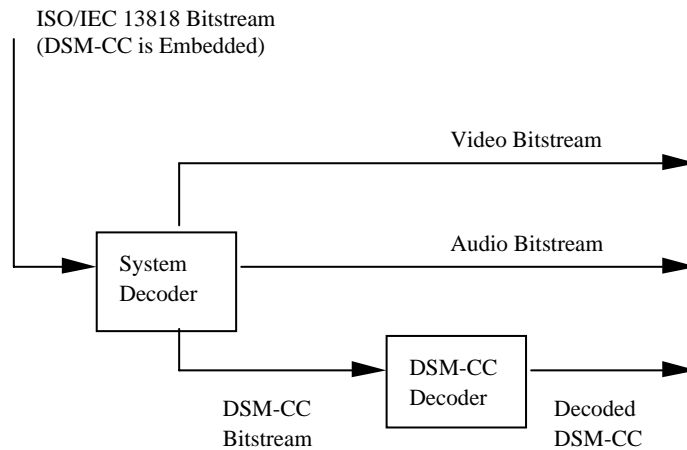 ISO/IEC 13818 Bitstream
(DSM-CC is Embedded)
Video Bitstream
Audio Bitstream
System
Decoder
DSM-CC
Decoder
DSM-CC
Bitstream
Decoded
DSM-CC